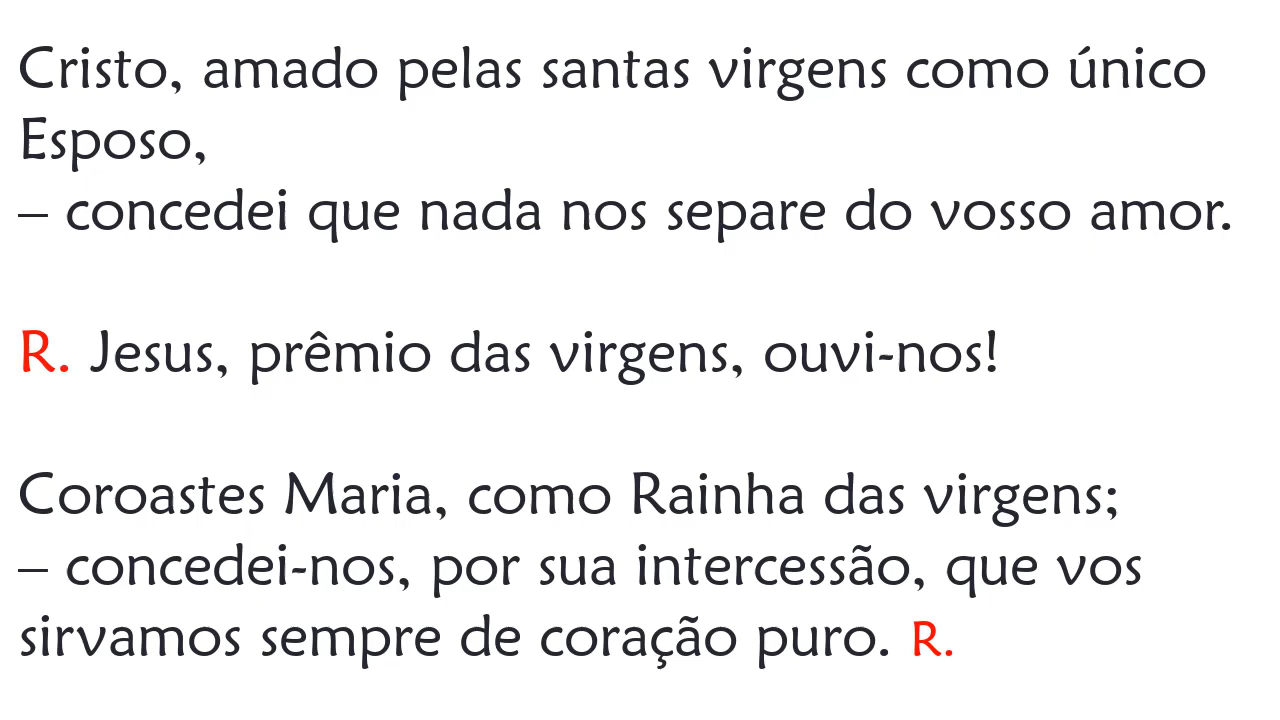 Cristo, amado pelas santas virgens como único
Esposo,
– concedei que nada nos separe do vosso amor.
R. Jesus, prêmio das virgens, ouvi-nos!
Coroastes Maria, como Rainha das virgens;
– concedei-nos, por sua intercessão, que vos
sirvamos sempre de coração puro. R.